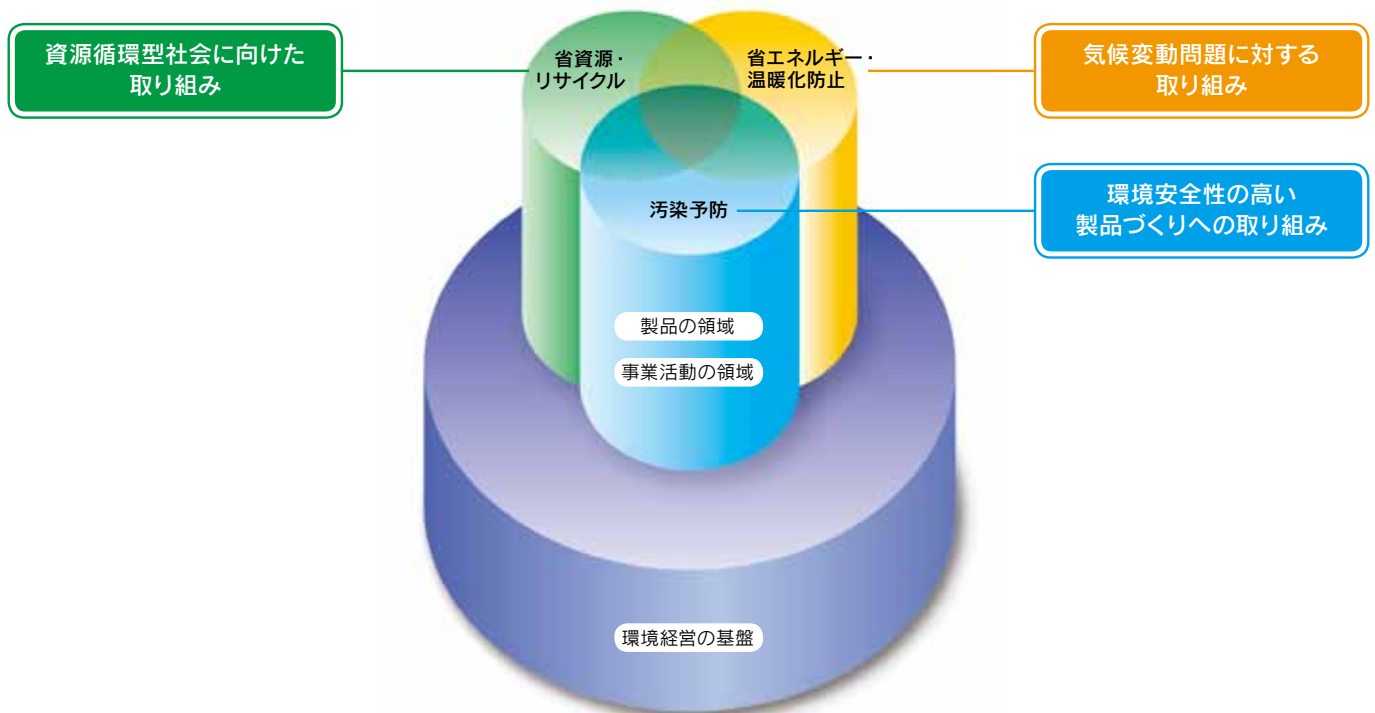 資源循環型社会に向けた
取り組み
省資源・
リサイクル
省エネルギー・
温暖化防止
気候変動問題に対する
取り組み
汚染予防
環境安全性の高い
製品づくりへの取り組み
製品の領域
事業活動の領域
環境経営の基盤